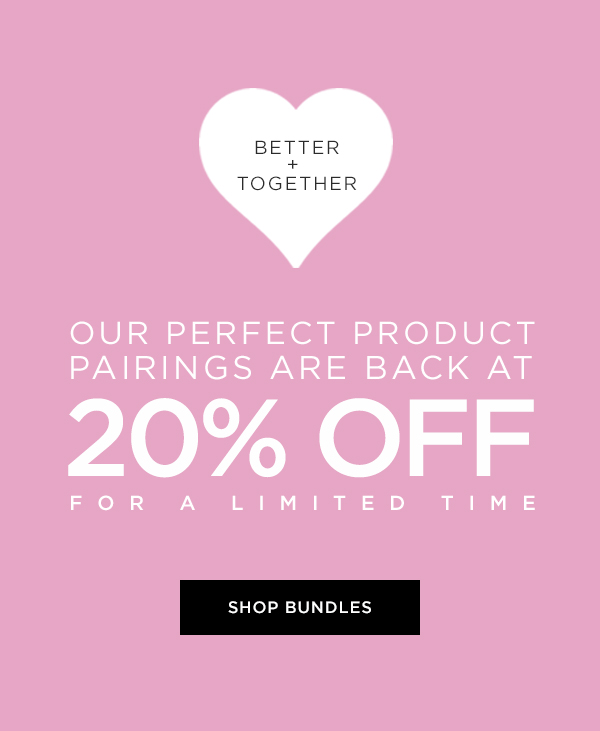 BETTER
+
TOGETHER
OUR PERFECT PRODUCT
PAIRINGS ARE BACK AT
20% OFF
FOR A LIMITED TIME
SHOP BUNDLES